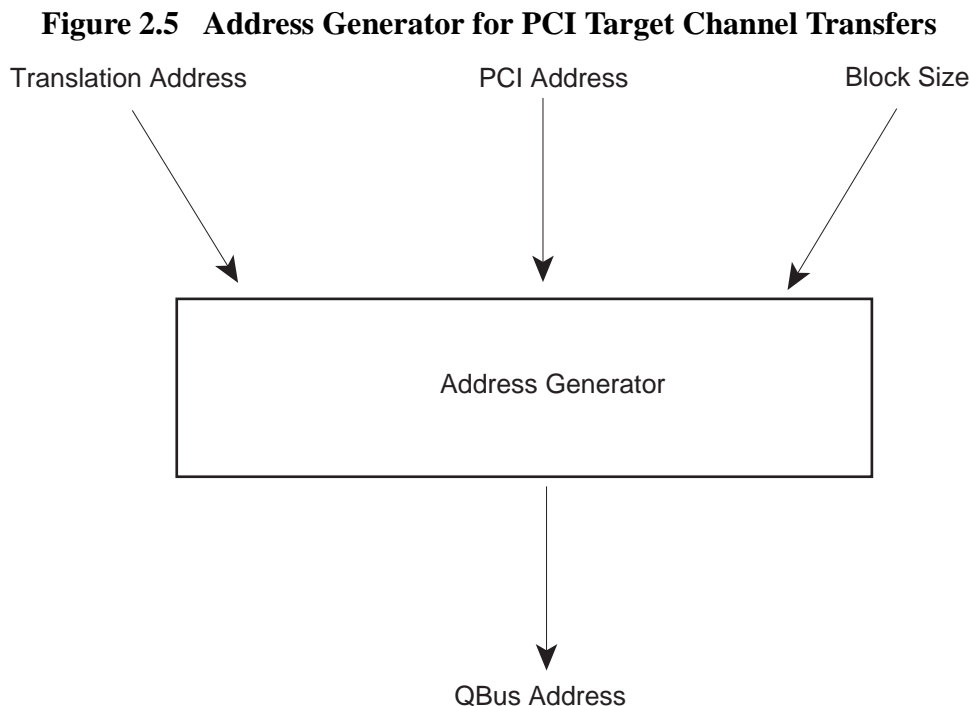 Figure 2.5 Address Generator for PCI Target Channel Transfers
Translation Address
PCI Address
Block Size
Address Generator
QBus Address